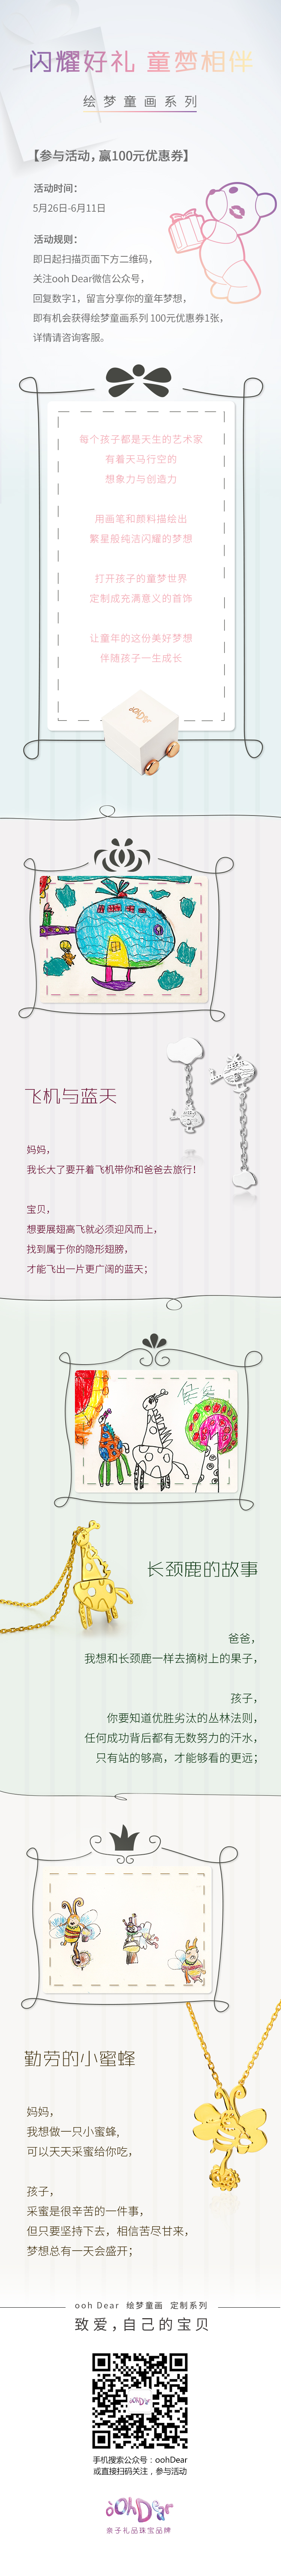 闪耀好礼 童梦相伴
绘梦童画系列
【参与活动，赢100元优惠券】
活动时间：
5月26日-6月11日
活动规则：
即日起扫描页面下方二维码，
关注ooh Dear微信公众号，
回复数字1，留言分享你的童年梦想，
即有机会获得绘梦童画系列 100元优惠券1张，
详情请咨询客服。
每个孩子都是天生的艺术家
有着天马行空的
想象力与创造力
用画笔和颜料描绘出
繁星般纯洁闪耀的梦想
打开孩子的童梦世界
定制成充满意义的首饰
让童年的这份美好梦想
伴随孩子一生成长
oohDear
飞机与蓝天
妈妈，
我长大了要开着飞机带你和爸爸去旅行！
宝贝，
想要展翅高飞就必须迎风而上，
找到属于你的隐形翅膀，
才能飞出一片更广阔的蓝天；
长颈鹿的故事
爸爸，
我想和长颈鹿一样去摘树上的果子，
孩子，
你要知道优胜劣汰的丛林法则，
任何成功背后都有无数努力的汗水，
只有站的够高，才能够看的更远；
勤劳的小蜜蜂
妈妈，
我想做一只小蜜蜂，
可以天天采蜜给你吃，
孩子，
采蜜是很辛苦的一件事，
但只要坚持下去，相信苦尽甘来，
梦想总有一天会盛开；
ooh Dear 绘梦童画 定制系列
致爱，自己的宝贝
oohDear
手机搜索公众号：oohDear
或直接扫码关注，参与活动
oohDear
亲子礼品珠宝品牌